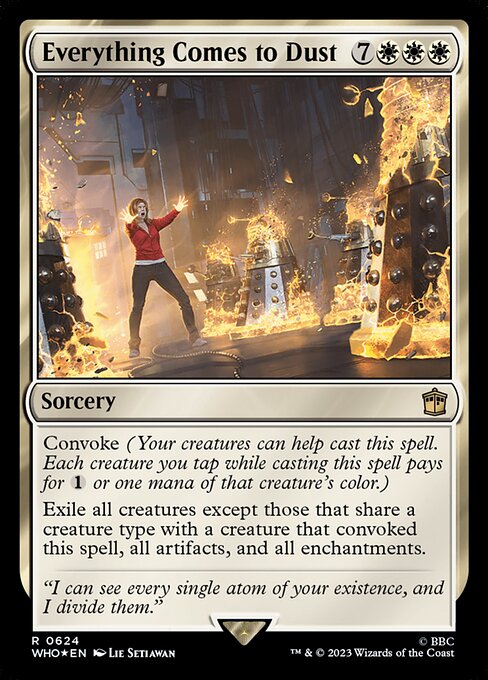 Everything Comes to Dust 7
Sorcery
Convoke (Your creatures can help cast this spell.
Each creature you tap while casting this spell pays
for 1 or one mana of that creature's color.)
Exile all creatures except those that share a
creature type with a creature that convoked
this spell, all artifacts, and all enchantments.
"I can see every single atom of your existence, and
I divide them."
R 0624
WHO★EN Lie Setiawan
© BBC
™ & © 2023 Wizards of the Coast